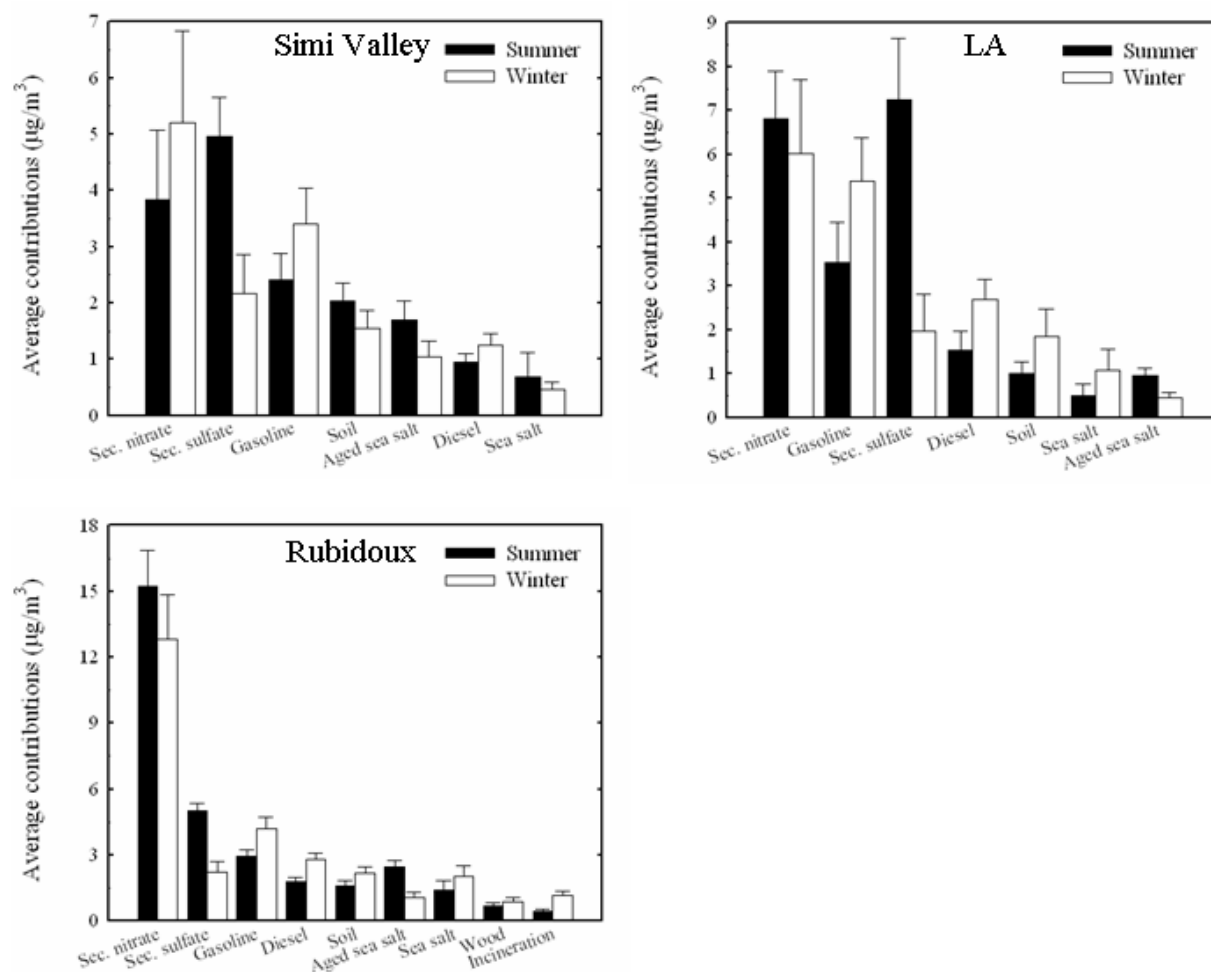 Simi Valley
Summer
Winter
Average contributions (µg/m³)
7
6
5
4
3
2
1
0
Sec. nitrate
Sec. sulfate
Gasoline
Soil
Aged sea salt
Diesel
Sea salt
LA
Summer
Winter
Average contributions (µg/m³)
9
8
7
6
5
4
3
2
1
0
Sec. nitrate
Gasoline
Sec. sulfate
Diesel
Soil
Sea salt
Aged sea salt
Rubidoux
Summer
Winter
Average contributions (µg/m³)
18
15
12
9
6
3
0
Sec. nitrate
Sec. sulfate
Gasoline
Diesel
Soil
Aged sea salt
Sea salt
Wood
Incineration